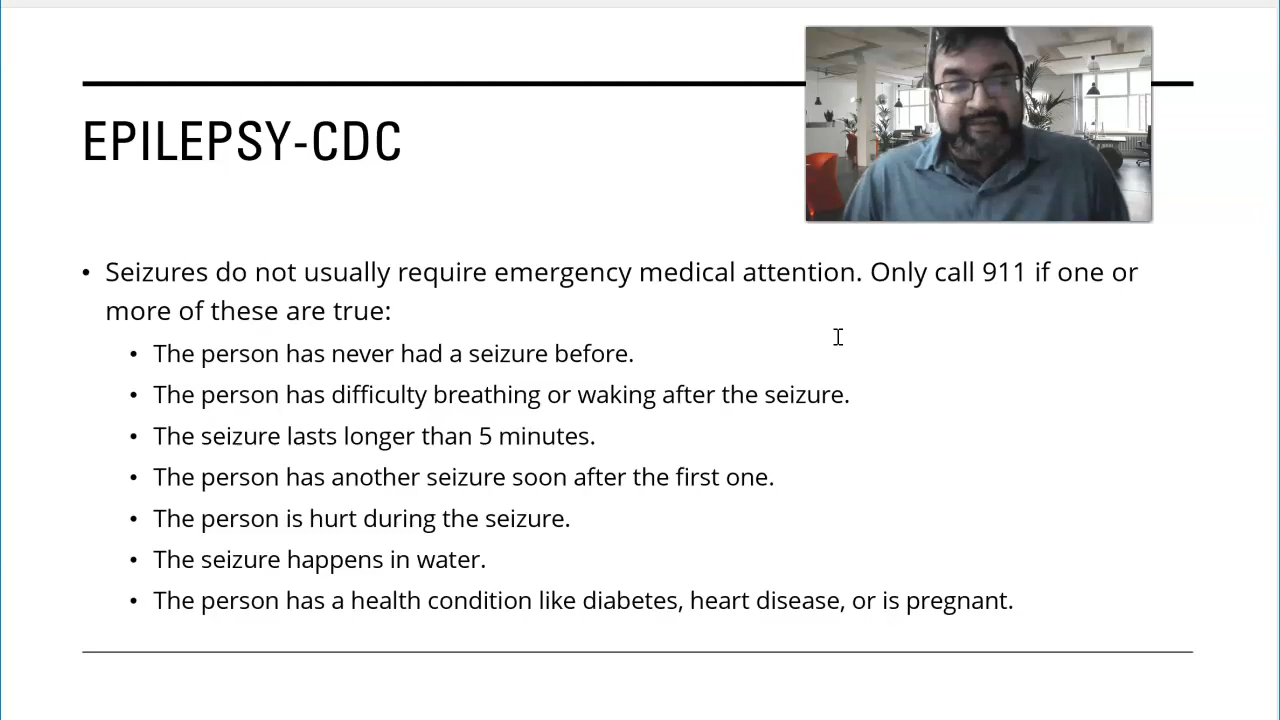 EPILEPSY-CDC
• Seizures do not usually require emergency medical attention. Only call 911 if one or
more of these are true:
• The person has never had a seizure before.
• The person has difficulty breathing or waking after the seizure.
• The seizure lasts longer than 5 minutes.
• The person has another seizure soon after the first one.
• The person is hurt during the seizure.
• The seizure happens in water.
• The person has a health condition like diabetes, heart disease, or is pregnant.